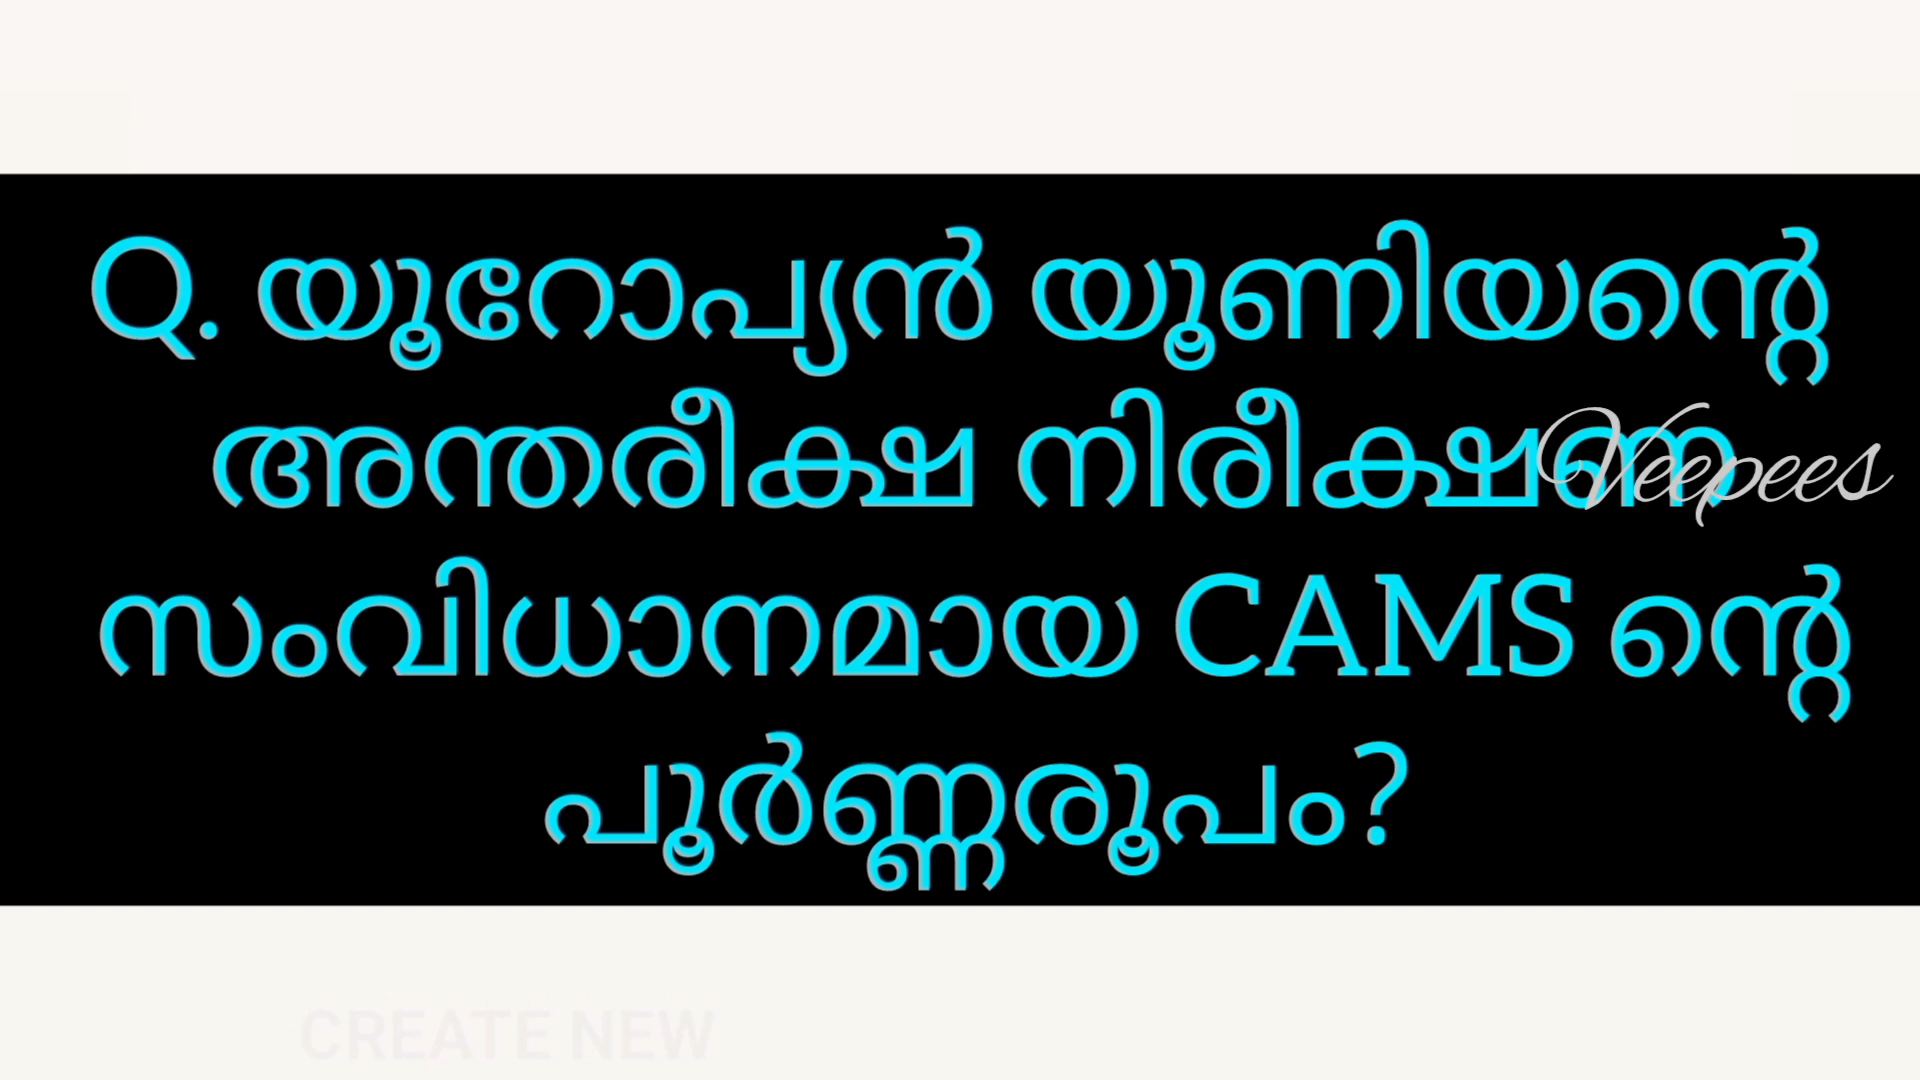 Q. യൂറോപ്യൻ യൂണിയന്റെ
അന്തരീക്ഷ നിരീക്ഷണ
Veepees
സംവിധാനമായ CAMS ന്റെ
പൂർണ്ണരൂപം?
CREATE NEW